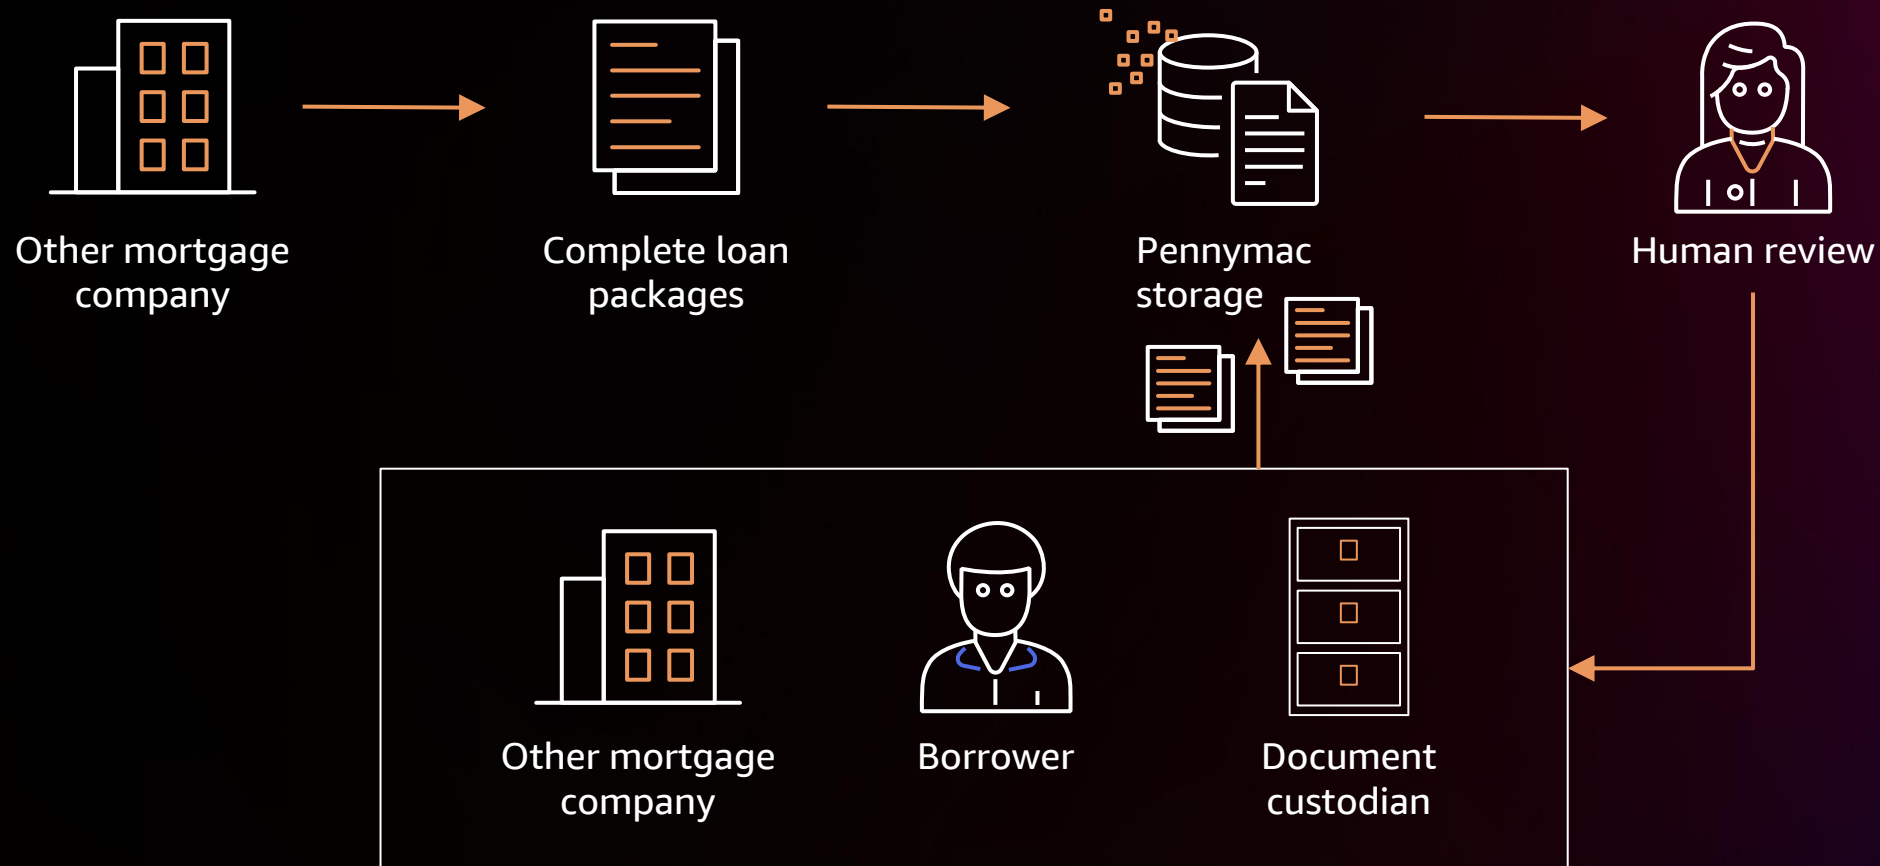 Other mortgage
company
Complete loan
packages
Pennymac
storage
Human review
Other mortgage
company
Borrower
Document
custodian